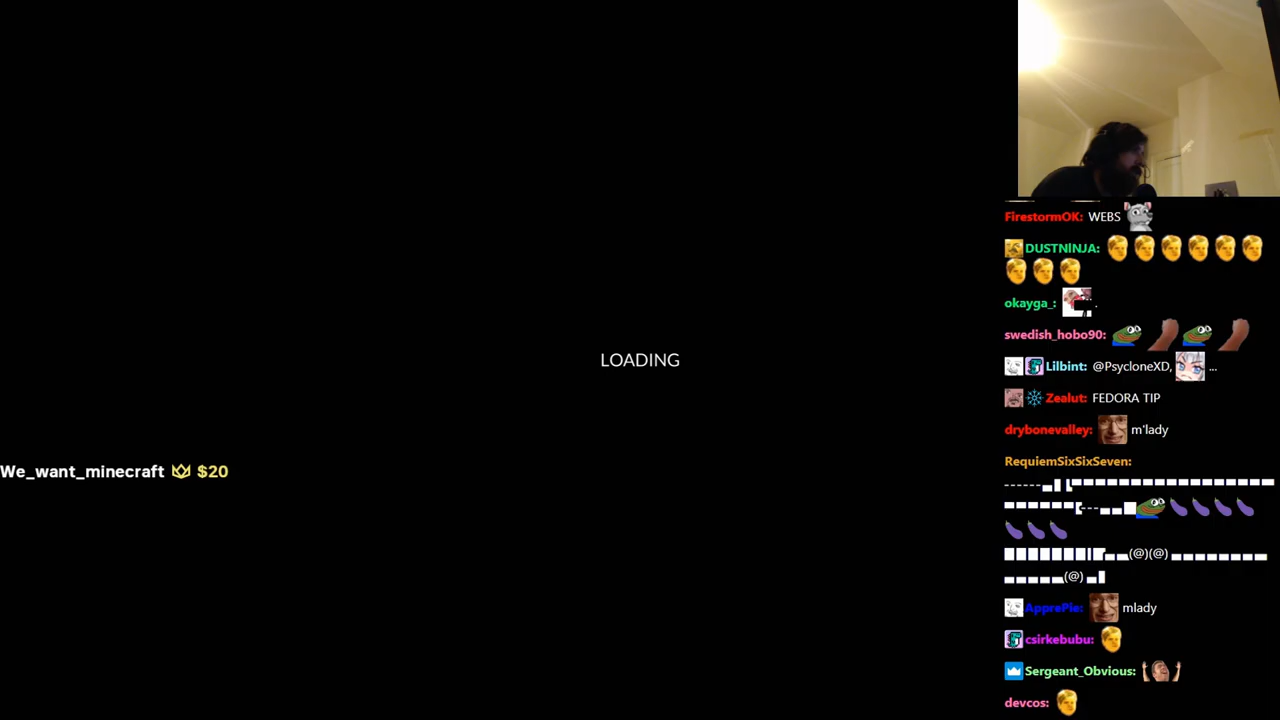 FirestormOK: WEBS
DUSTNINJA:
okayga_: .
swedish_hobo90:
Lilbint: @PsycloneXD, ...
Zealut: FEDORA TIP
LOADING
drybonevalley: m'lady
RequiemSixSixSeven:
We_want_minecraft $20
(@)(@)
(@)
ApprePie: mlady
csirkebubu:
Sergeant_Obvious:
devcos: